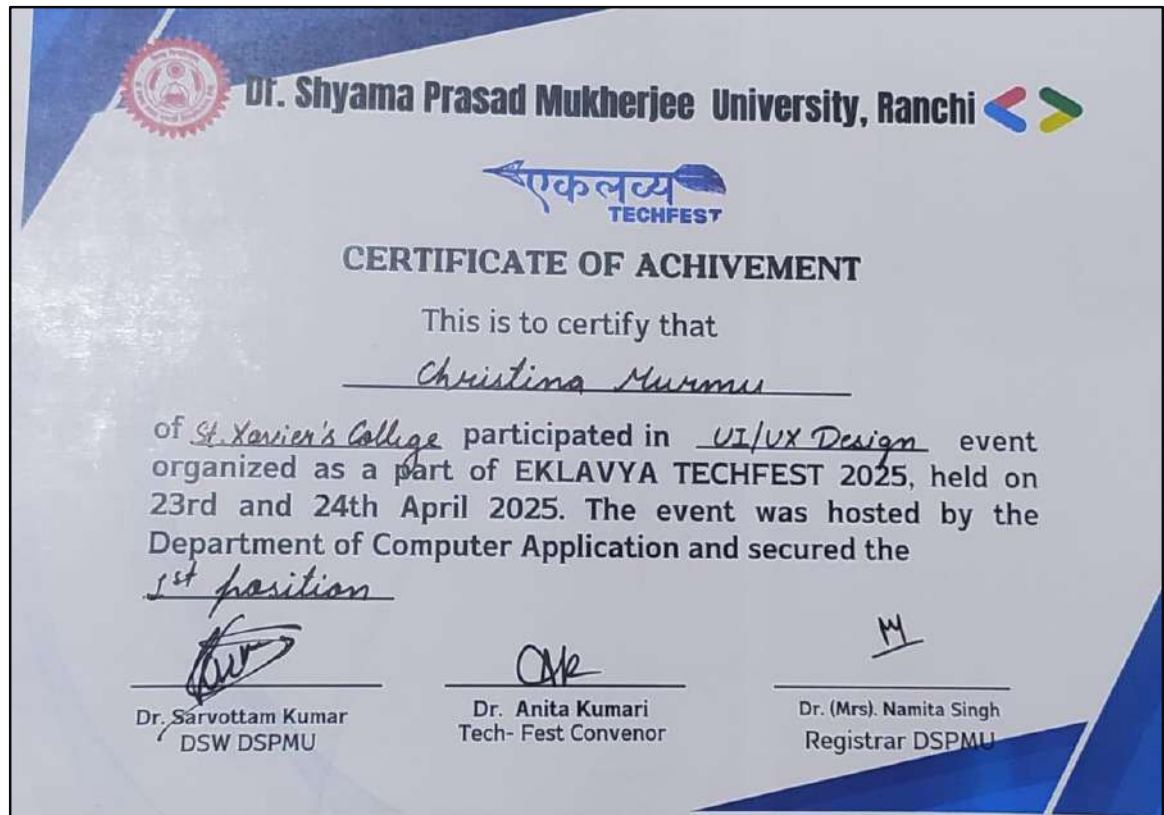 Dr. Shyama Prasad Mukherjee University, Ranchi
एकलव्य
TECHFEST
CERTIFICATE OF ACHIVEMENT
This is to certify that
Christina Murmu
of St. Xavier's College participated in UI/UX Design event
organized as a part of EKLAVYA TECHFEST 2025, held on
23rd and 24th April 2025. The event was hosted by the
Department of Computer Application and secured the
1st position
Dr. Sarvottam Kumar
DSW DSPMU
Dr. Anita Kumari
Tech- Fest Convenor
Dr. (Mrs). Namita Singh
Registrar DSPMU